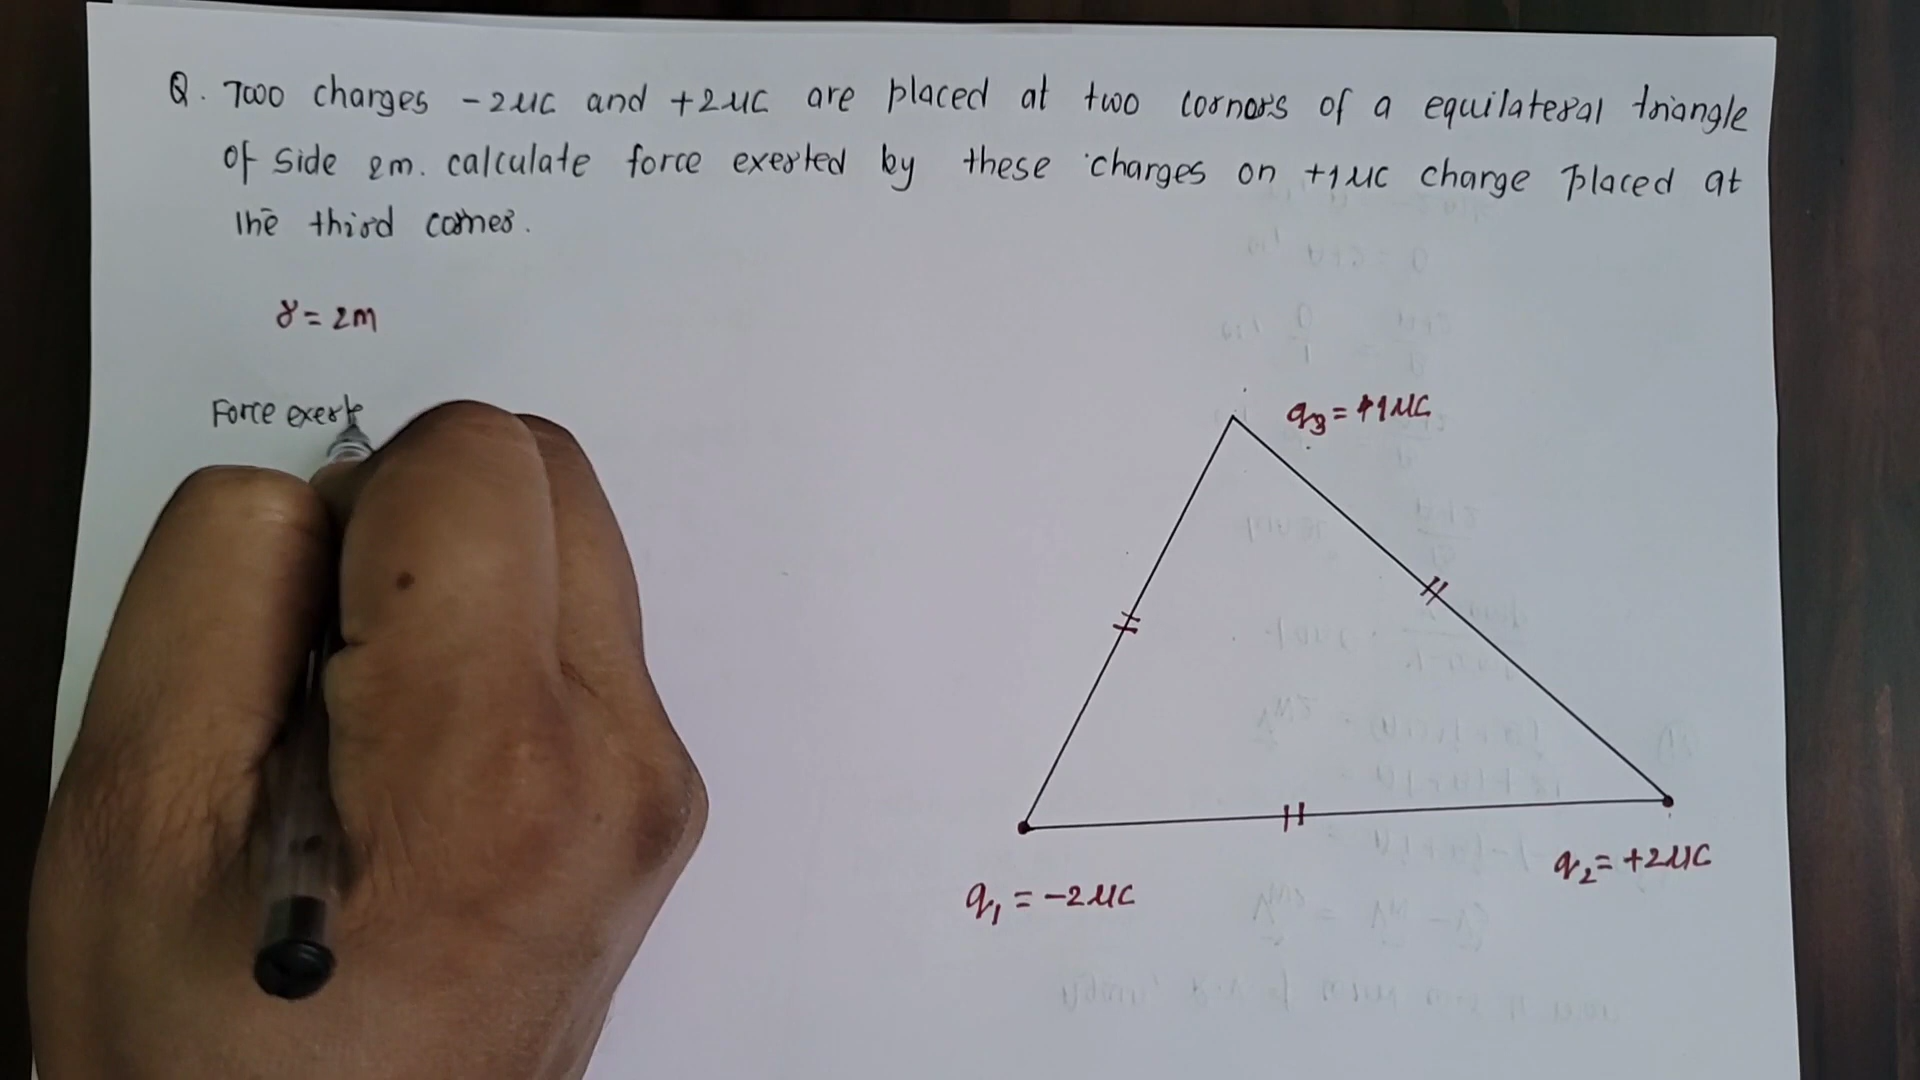 Q. Two charges -2μC and +2μC are placed at two corners of a equilateral triangle
of side 2m. calculate force exerted by these charges on +1μC charge placed at
the third corner.
r = 2m
Force exerte
q₃ = +1μC
q₁ = -2μC
q₂ = +2μC